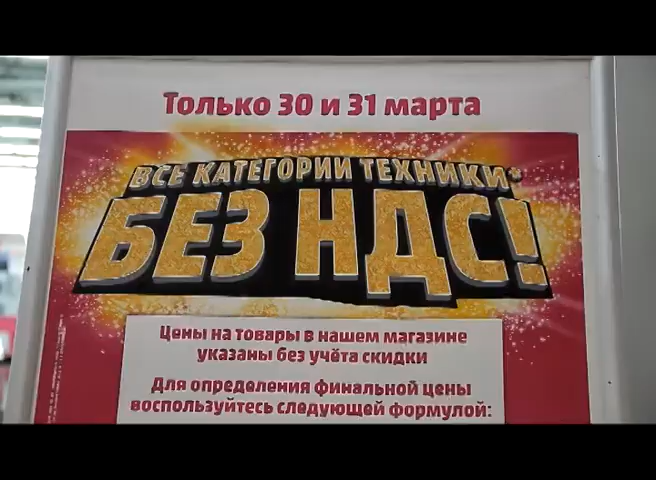 Только 30 и 31 марта
ВСЕ КАТЕГОРИИ ТЕХНИКИ*
БЕЗ НДС!
Цены на товары в нашем магазине
указаны без учёта скидки
Для определения финальной цены
воспользуйтесь следующей формулой: